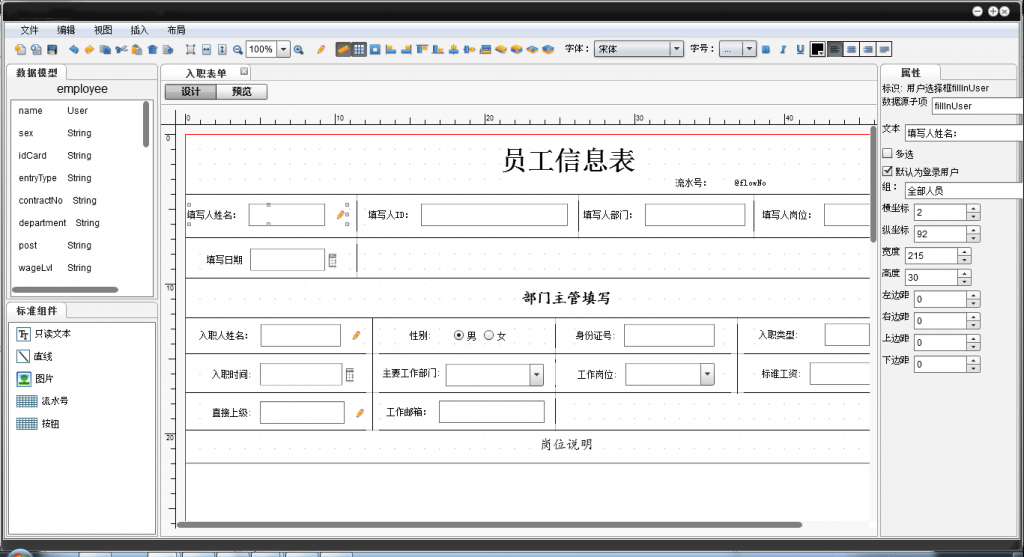 文件 编辑 视图 插入 布局
100% 字体: 宋体 字号: ... B I U
数据模型
employee
name User
sex String
idCard String
entryType String
contractNo String
department String
post String
wageLvl String
标准组件
只读文本
直线
图片
流水号
按钮
入职表单
设计 预览
0 10 20 30 40
0
10
20
员工信息表
流水号: @flowNo
填写人姓名: 填写人ID: 填写人部门: 填写人岗位:
填写日期
部门主管填写
入职人姓名: 性别: 男 女 身份证号: 入职类型:
入职时间: 主要工作部门: 工作岗位: 标准工资:
直接上级: 工作邮箱:
岗位说明
属性
标识: 用户选择框fillInUser
数据源子项 fillInUser
文本 填写人姓名:
多选
默认为登录用户
组: 全部人员
横坐标 2
纵坐标 92
宽度 215
高度 30
左边距 0
右边距 0
上边距 0
下边距 0